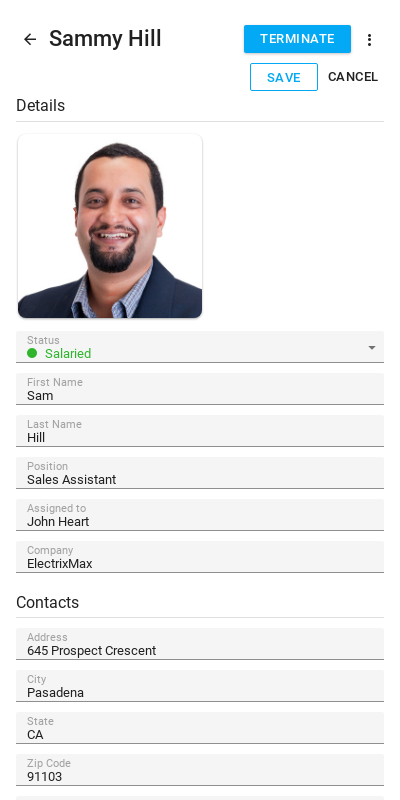 Sammy Hill
TERMINATE
SAVE
CANCEL
Details
Status
Salaried
First Name
Sam
Last Name
Hill
Position
Sales Assistant
Assigned to
John Heart
Company
ElectrixMax
Contacts
Address
645 Prospect Crescent
City
Pasadena
State
CA
Zip Code
91103